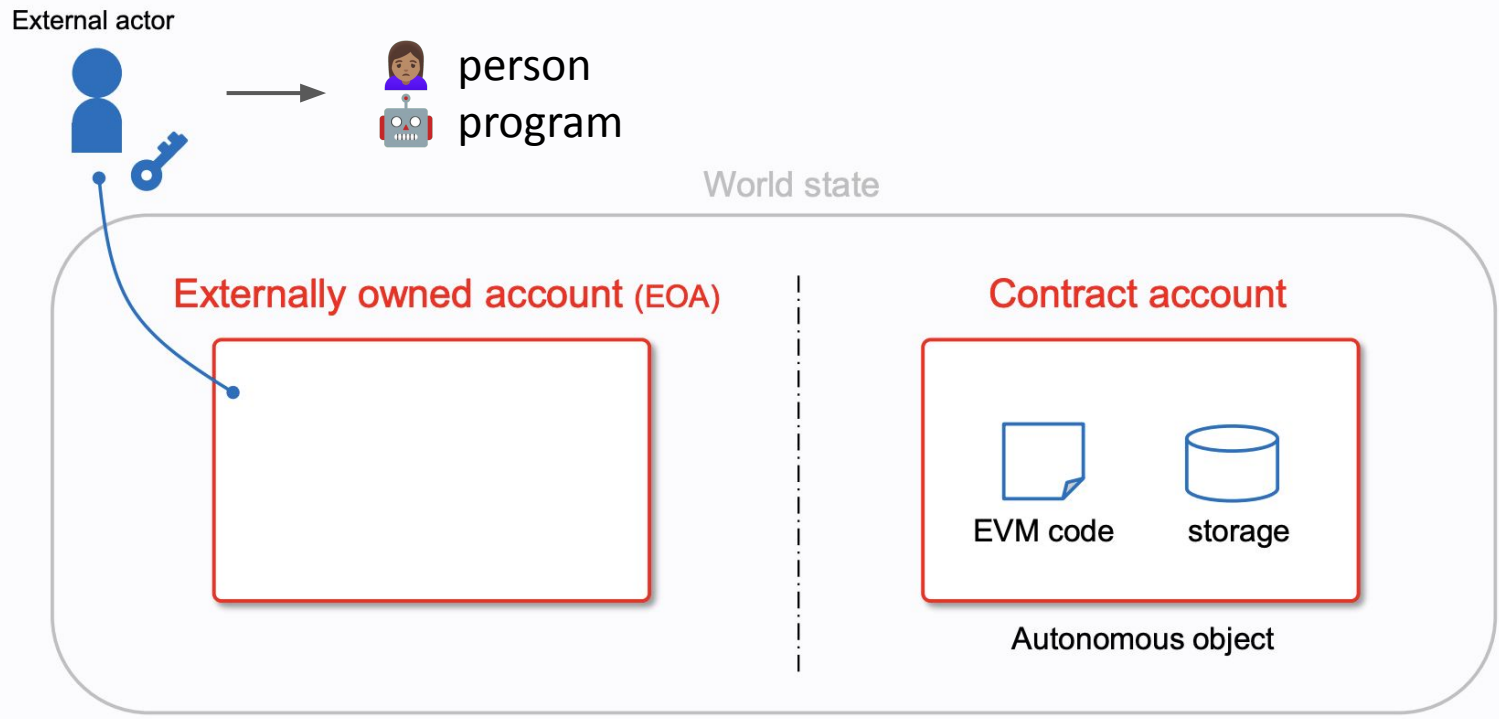 External actor
person
program
World state
Externally owned account (EOA)
Contract account
EVM code
storage
Autonomous object